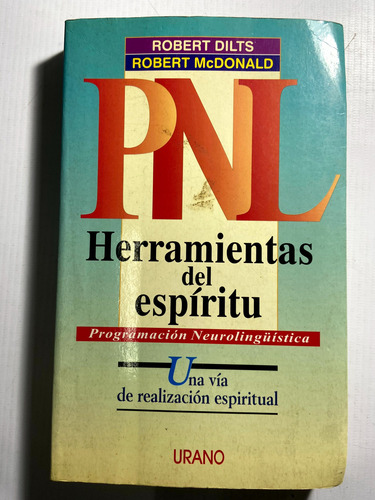 ROBERT DILTS
ROBERT McDONALD
PNL
Herramientas
del
espíritu
Programación Neurolingüística
Una vía
de realización espiritual
URANO